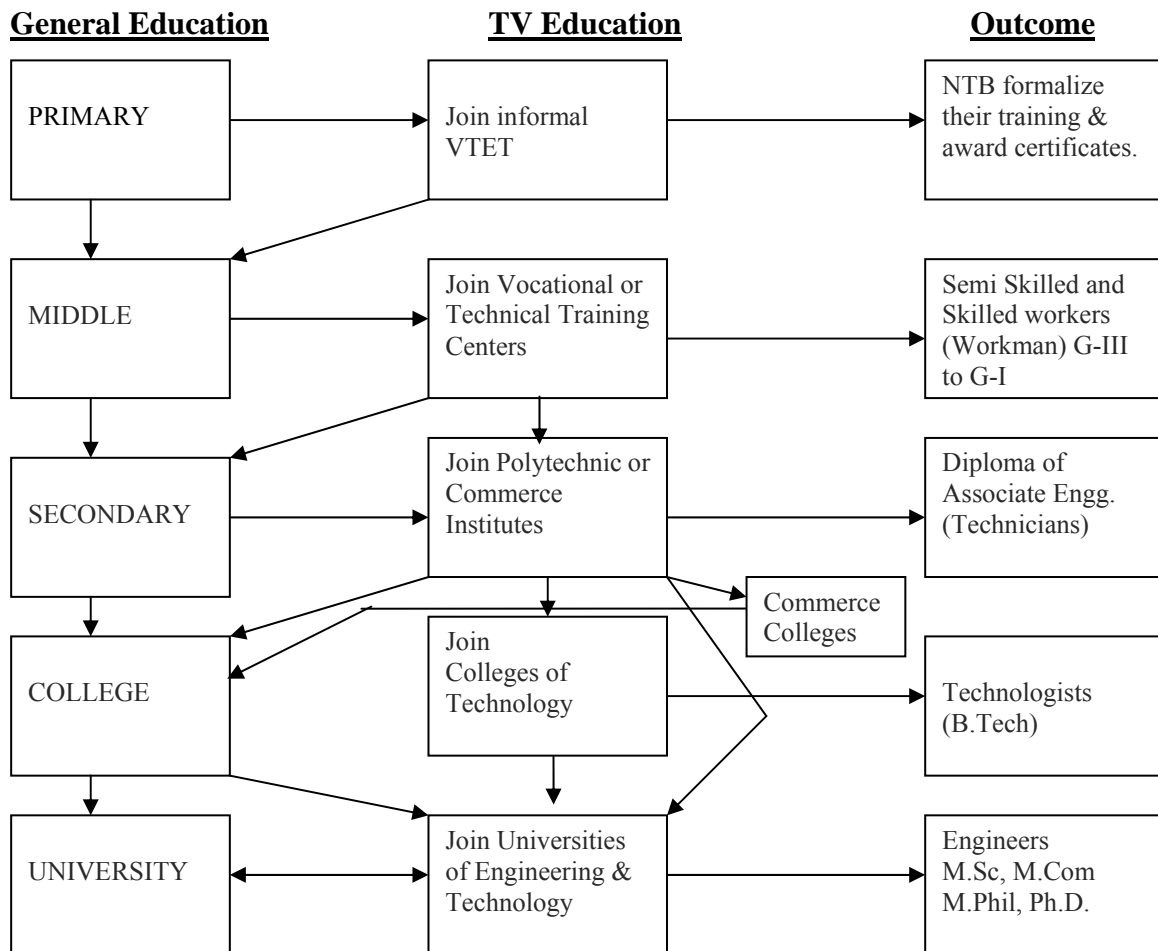 General Education
TV Education
Outcome
PRIMARY
Join informal
VTET
NTB formalize
their training &
award certificates.
MIDDLE
Join Vocational or
Technical Training
Centers
Semi Skilled and
Skilled workers
(Workman) G-III
to G-I
SECONDARY
Join Polytechnic or
Commerce
Institutes
Diploma of
Associate Engg.
(Technicians)
Commerce
Colleges
COLLEGE
Join
Colleges of
Technology
Technologists
(B.Tech)
UNIVERSITY
Join Universities
of Engineering &
Technology
Engineers
M.Sc, M.Com
M.Phil, Ph.D.